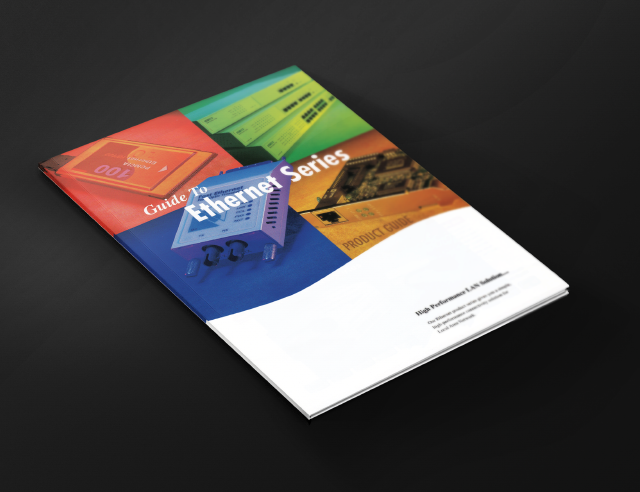 Guide To
Ethernet Series
PRODUCT GUIDE
100
High Performance LAN Solution...
Our Ethernet product series gives you a simple,
high performance connectivity solution for
Local Area Network